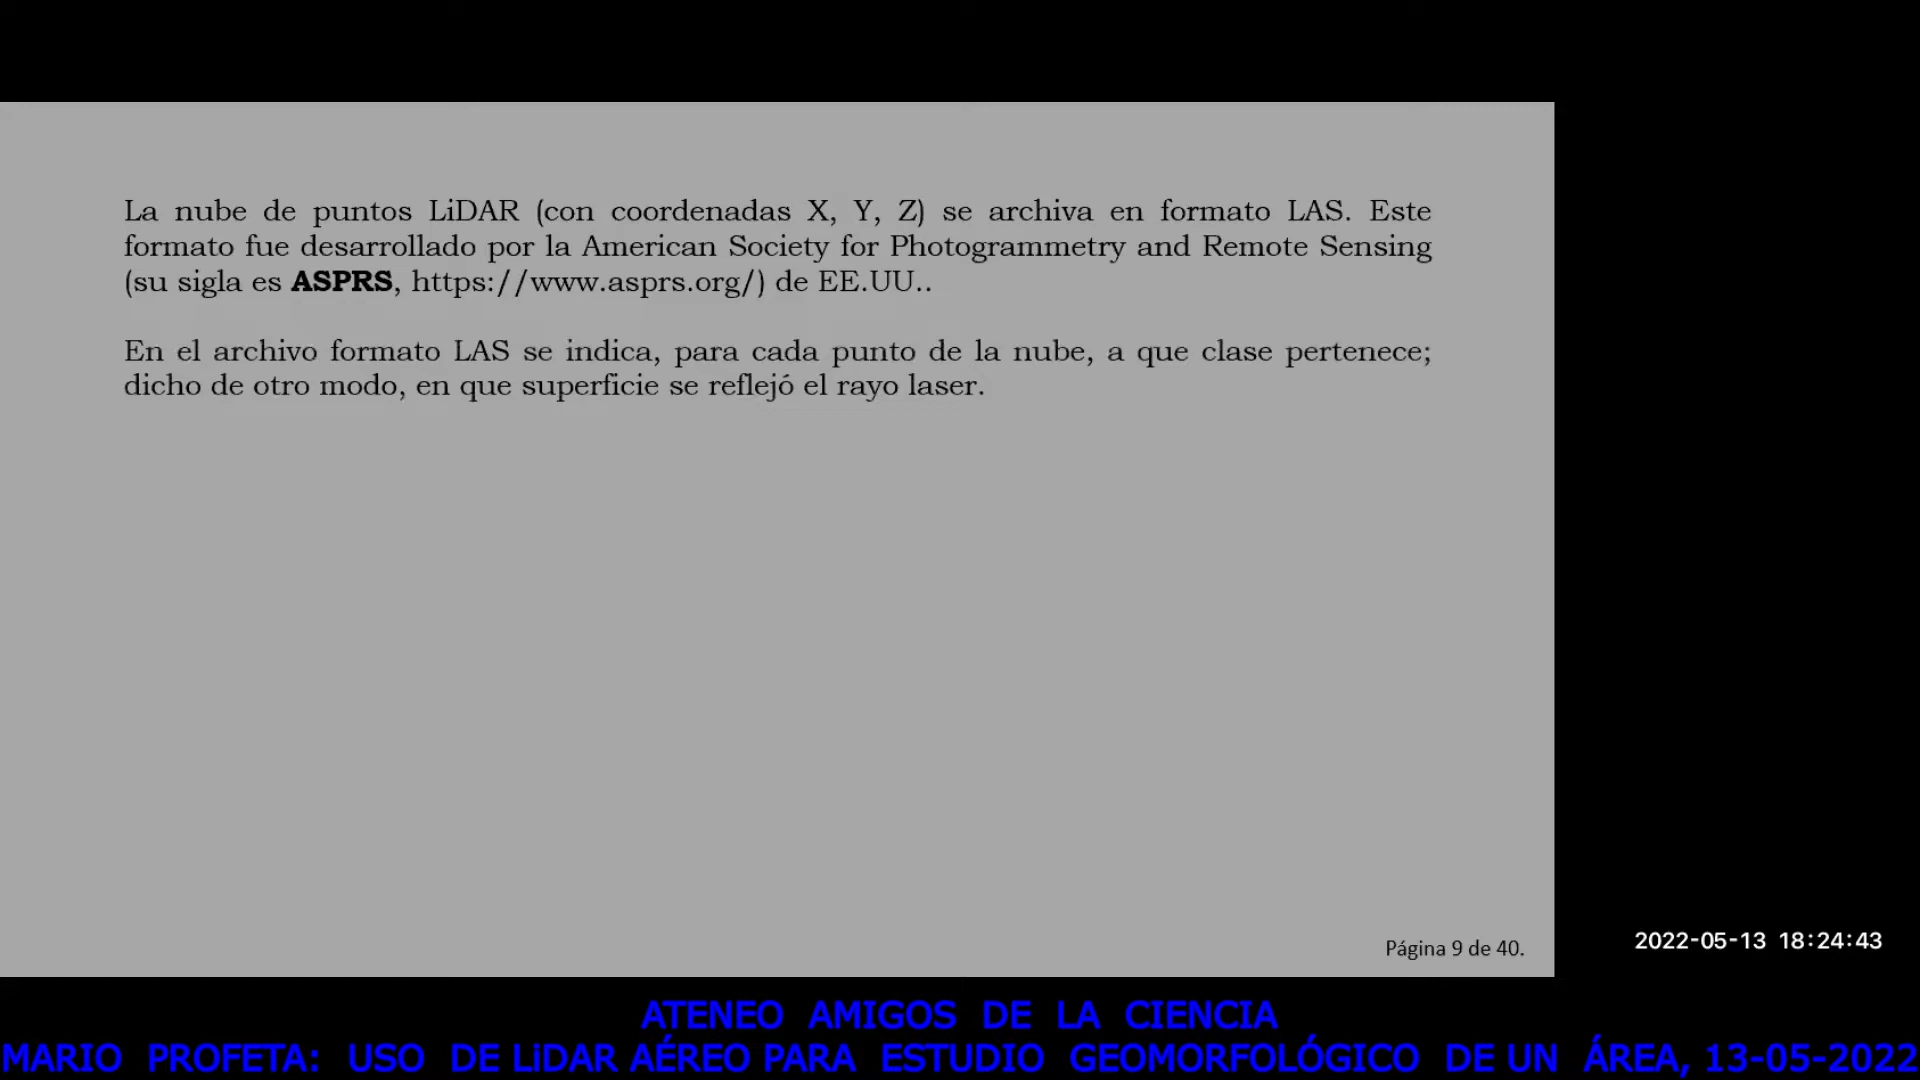 La nube de puntos LiDAR (con coordenadas X, Y, Z) se archiva en formato LAS. Este
formato fue desarrollado por la American Society for Photogrammetry and Remote Sensing
(su sigla es ASPRS, https://www.asprs.org/) de EE.UU..
En el archivo formato LAS se indica, para cada punto de la nube, a que clase pertenece;
dicho de otro modo, en que superficie se reflejó el rayo laser.
Página 9 de 40.
2022-05-13 18:24:43
ATENEO AMIGOS DE LA CIENCIA
MARIO PROFETA: USO DE LiDAR AÉREO PARA ESTUDIO GEOMORFOLÓGICO DE UN ÁREA, 13-05-2022